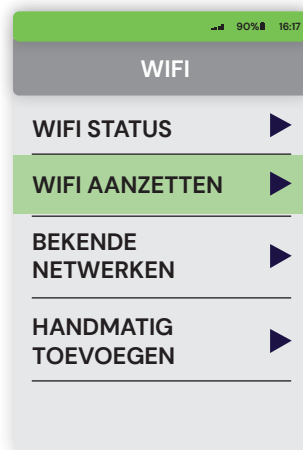 90% 16:17
WIFI
WIFI STATUS
WIFI AANZETTEN
BEKENDE
NETWERKEN
HANDMATIG
TOEVOEGEN